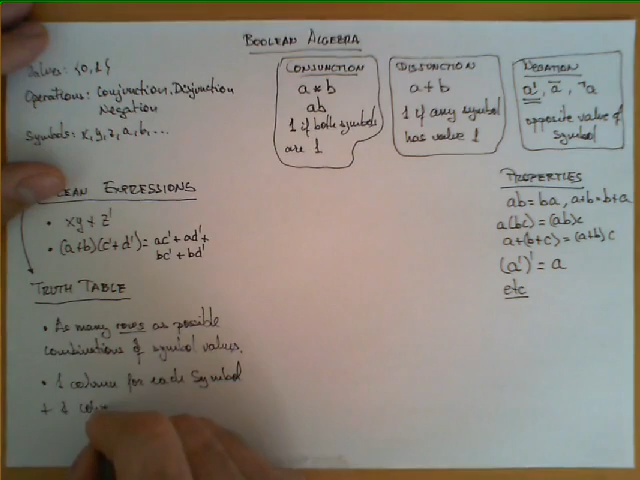 BOOLEAN ALGEBRA
Values: {0,1}
Operations: Conjunction, Disjunction
Negation
Symbols: x, y, z, a, b, ...
CONJUNCTION
a * b
ab
1 if both symbols
are 1
DISJUNCTION
a + b
1 if any symbol
has value 1
NEGATION
a', a̅, ¬a
opposite value of
symbol
EAN EXPRESSIONS
• xy + z'
• (a+b)(c'+d') = ac' + ad' +
bc' + bd'
TRUTH TABLE
• As many rows as possible
combinations of symbol values.
• 1 column for each symbol
+ 1 col
PROPERTIES
ab = ba, a+b = b+a
a(bc) = (ab)c
a+(b+c) = (a+b)c
(a')' = a
etc